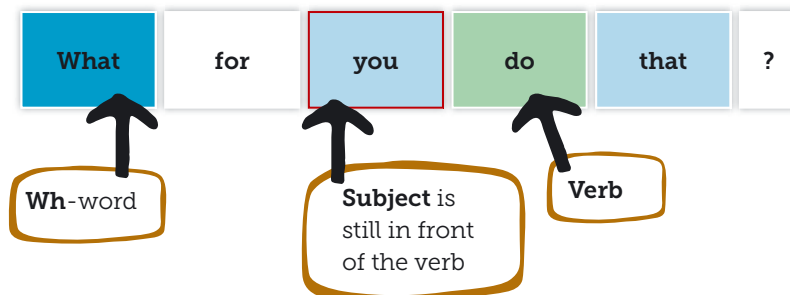 What for you do that ?
Wh-word
Subject is
still in front
of the verb
Verb